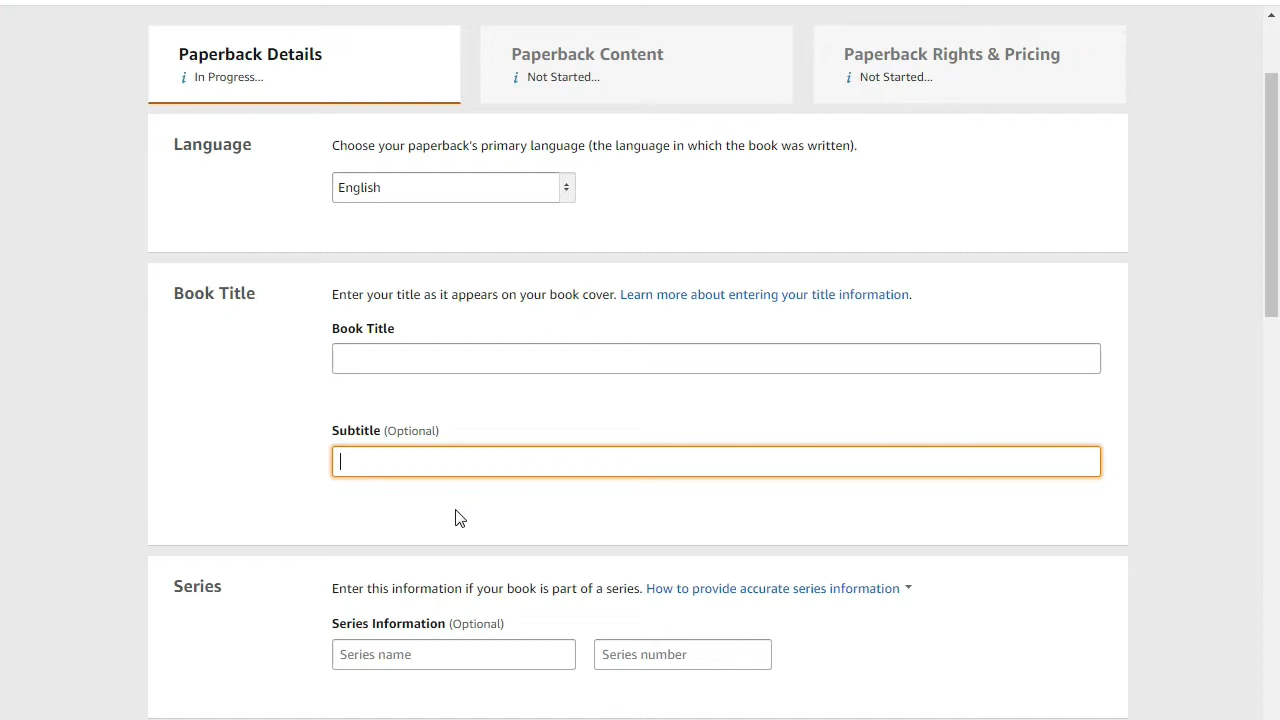 Paperback Details
i In Progress...
Paperback Content
i Not Started...
Paperback Rights & Pricing
i Not Started...
Language
Choose your paperback's primary language (the language in which the book was written).
English
Book Title
Enter your title as it appears on your book cover. Learn more about entering your title information.
Book Title
Subtitle (Optional)
Series
Enter this information if your book is part of a series. How to provide accurate series information
Series Information (Optional)
Series name
Series number